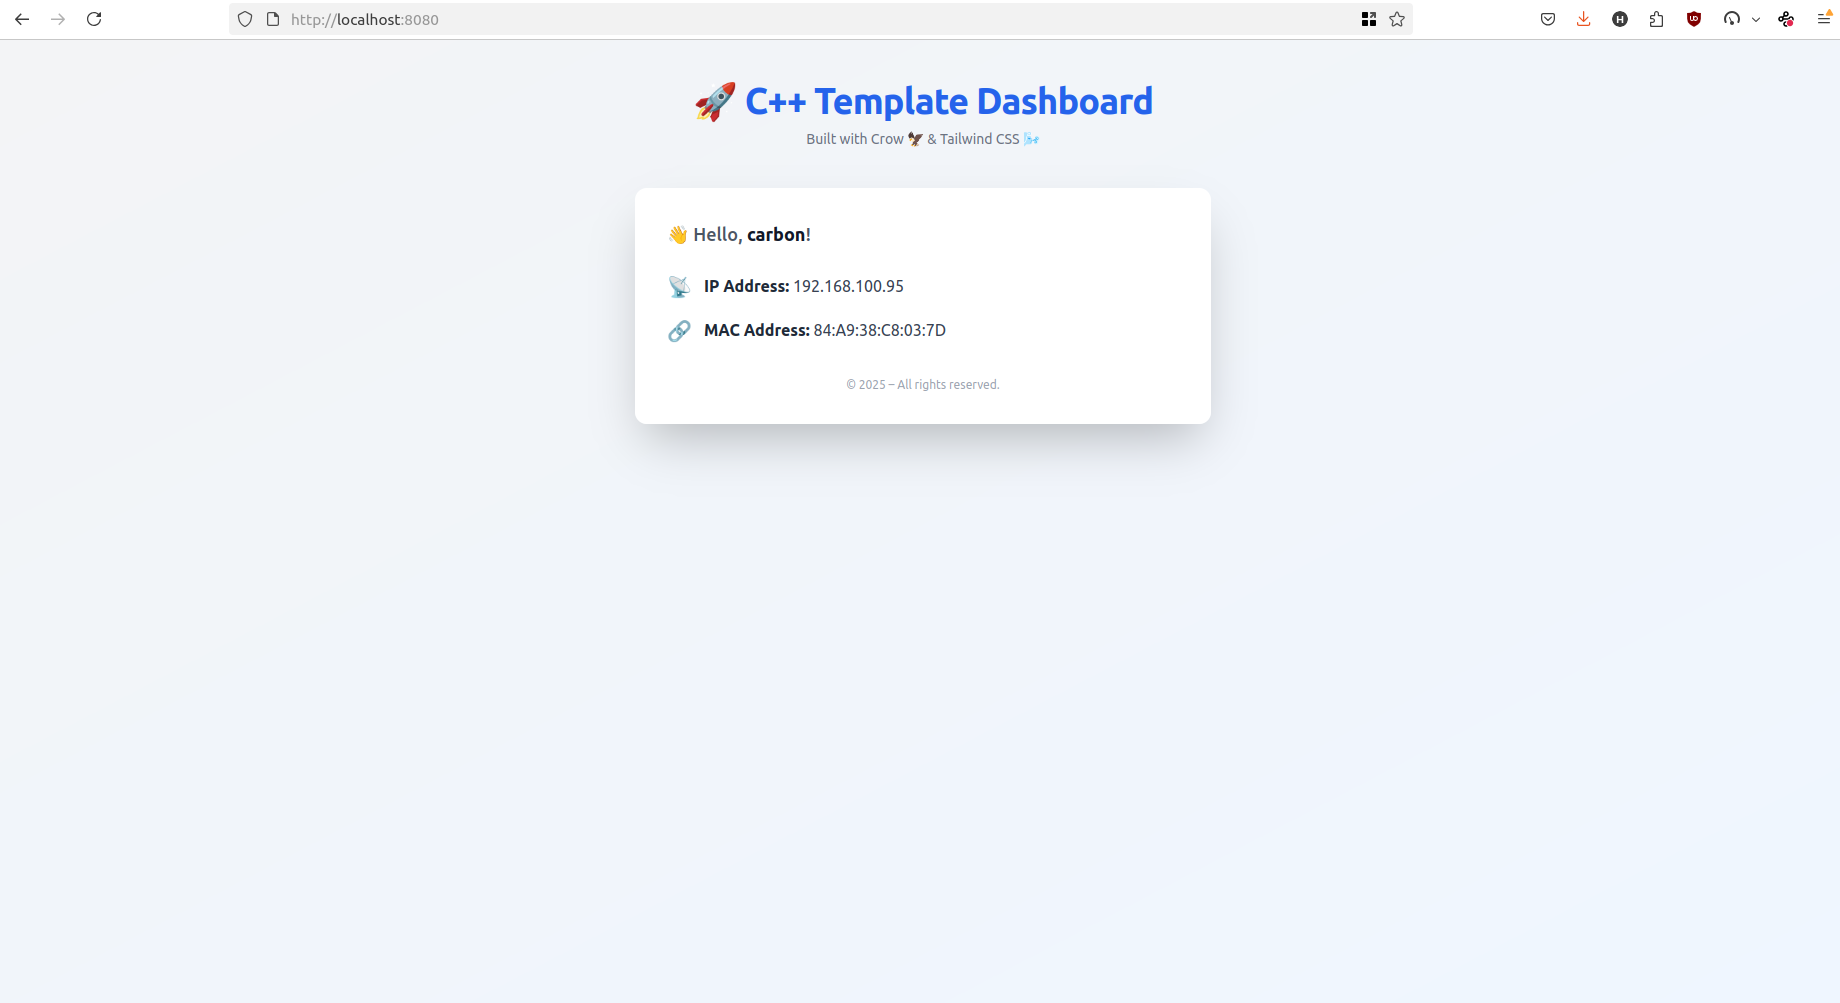 http://localhost:8080
🚀 C++ Template Dashboard
Built with Crow 🦅 & Tailwind CSS 🌬️
👋 Hello, carbon!
📡 IP Address: 192.168.100.95
🔗 MAC Address: 84:A9:38:C8:03:7D
© 2025 – All rights reserved.